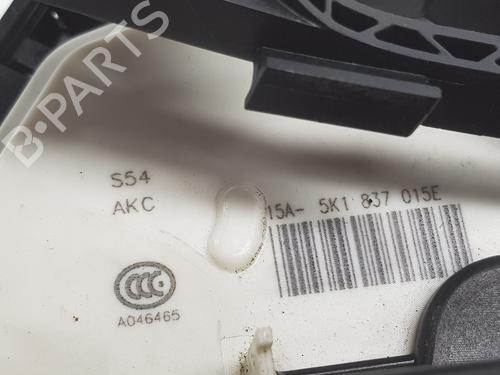 B-PARTS
S54
AKC
15A- 5K1 837 015E
CCC
A046465